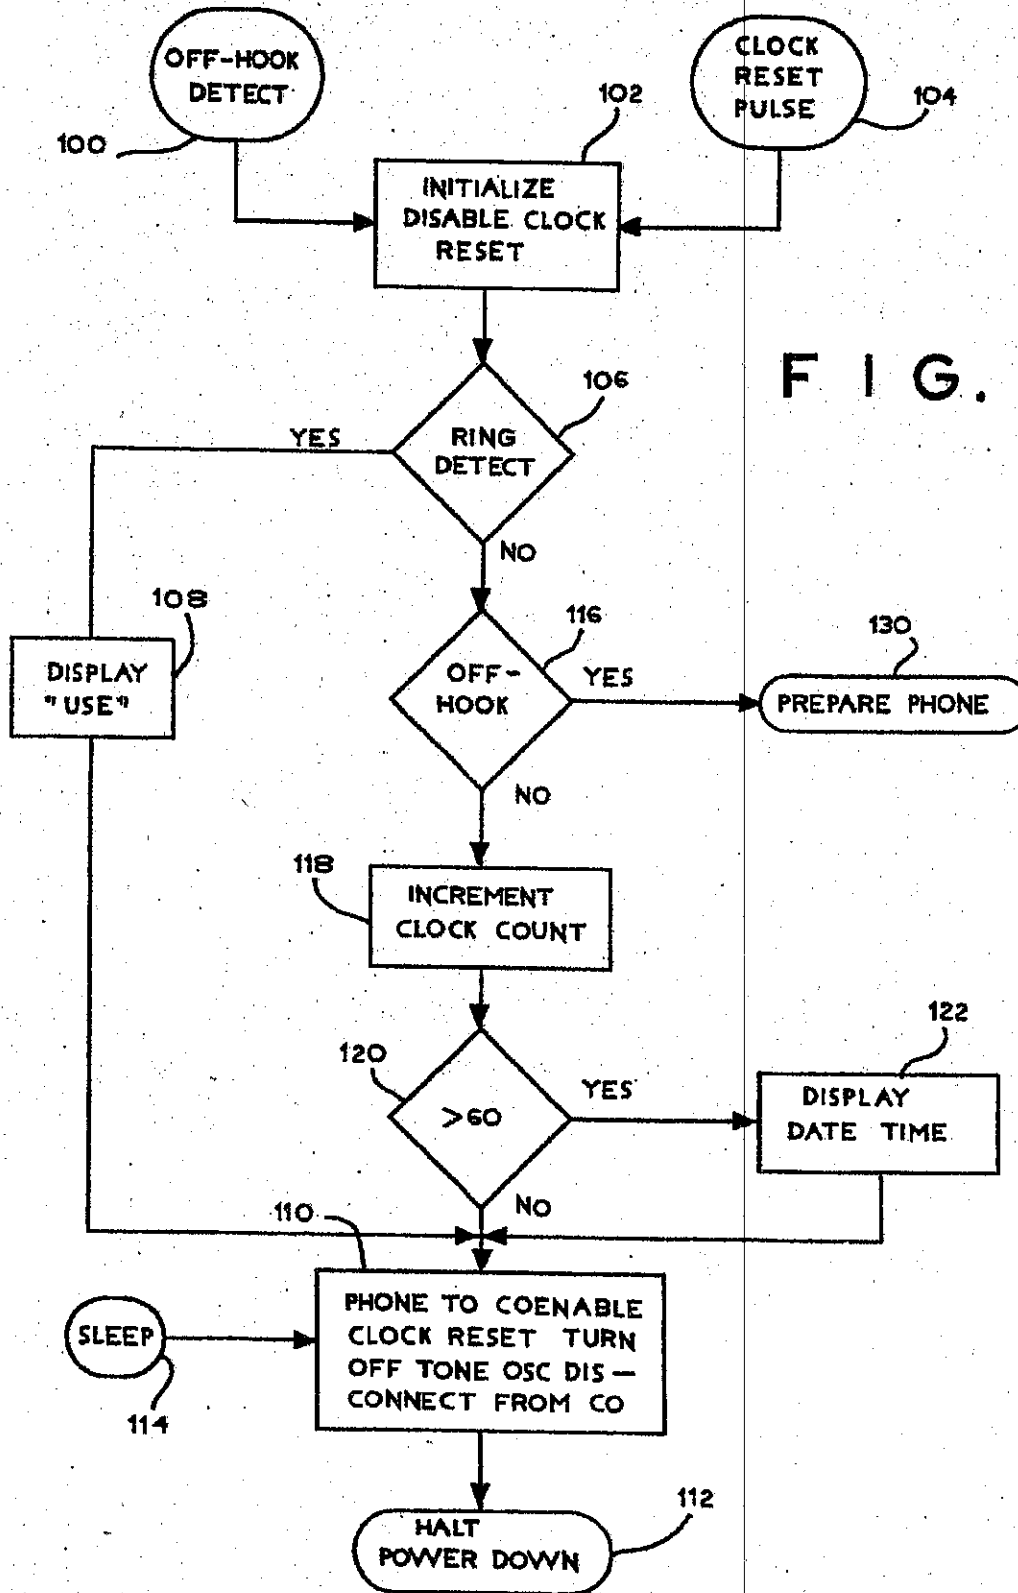 OFF-HOOK
DETECT
100
CLOCK
RESET
PULSE
104
102
INITIALIZE
DISABLE CLOCK
RESET
FIG.
106
RING
DETECT
YES
NO
108
DISPLAY
"USE"
116
OFF-
HOOK
YES
NO
130
PREPARE PHONE
118
INCREMENT
CLOCK COUNT
120
>60
YES
NO
122
DISPLAY
DATE TIME
110
PHONE TO COENABLE
CLOCK RESET TURN
OFF TONE OSC DIS-
CONNECT FROM CO
SLEEP
114
HALT
POWER DOWN
112